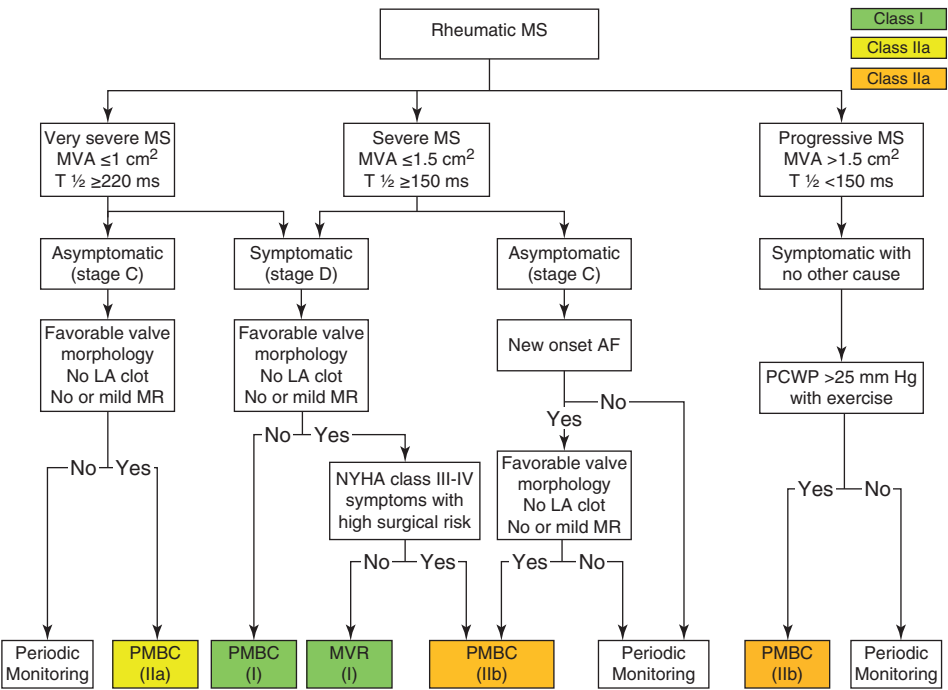 Rheumatic MS
Class I
Class IIa
Class IIa
Very severe MS
MVA ≤1 cm²
T ½ ≥220 ms
Severe MS
MVA ≤1.5 cm²
T ½ ≥150 ms
Progressive MS
MVA >1.5 cm²
T ½ <150 ms
Asymptomatic
(stage C)
Symptomatic
(stage D)
Asymptomatic
(stage C)
Symptomatic with
no other cause
Favorable valve
morphology
No LA clot
No or mild MR
Favorable valve
morphology
No LA clot
No or mild MR
New onset AF
PCWP >25 mm Hg
with exercise
No
Yes
No
Yes
Yes
No
NYHA class III-IV
symptoms with
high surgical risk
Favorable valve
morphology
No LA clot
No or mild MR
Yes
No
No
Yes
Yes
No
Periodic
Monitoring
PMBC
(IIa)
PMBC
(I)
MVR
(I)
PMBC
(IIb)
Periodic
Monitoring
PMBC
(IIb)
Periodic
Monitoring